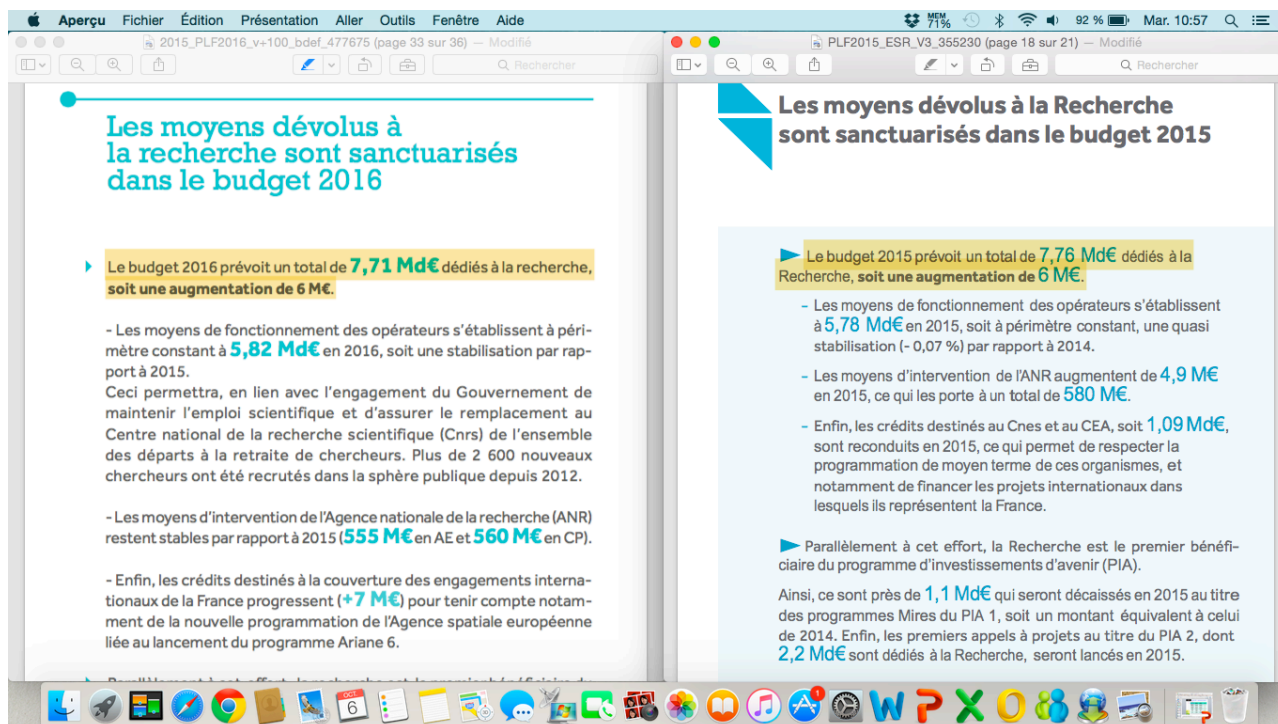 Aperçu Fichier Édition Présentation Aller Outils Fenêtre Aide
MEM 71% 92 % Mar. 10:57
2015_PLF2016_v+100_bdef_477675 (page 33 sur 36) — Modifié
Rechercher
Les moyens dévolus à
la recherche sont sanctuarisés
dans le budget 2016
Le budget 2016 prévoit un total de 7,71 Md€ dédiés à la recherche,
soit une augmentation de 6 M€.
- Les moyens de fonctionnement des opérateurs s'établissent à péri-
mètre constant à 5,82 Md€ en 2016, soit une stabilisation par rap-
port à 2015.
Ceci permettra, en lien avec l'engagement du Gouvernement de
maintenir l'emploi scientifique et d'assurer le remplacement au
Centre national de la recherche scientifique (Cnrs) de l'ensemble
des départs à la retraite de chercheurs. Plus de 2 600 nouveaux
chercheurs ont été recrutés dans la sphère publique depuis 2012.
- Les moyens d'intervention de l'Agence nationale de la recherche (ANR)
restent stables par rapport à 2015 (555 M€ en AE et 560 M€ en CP).
- Enfin, les crédits destinés à la couverture des engagements interna-
tionaux de la France progressent (+7 M€) pour tenir compte notam-
ment de la nouvelle programmation de l'Agence spatiale européenne
liée au lancement du programme Ariane 6.
PLF2015_ESR_V3_355230 (page 18 sur 21) — Modifié
Rechercher
Les moyens dévolus à la Recherche
sont sanctuarisés dans le budget 2015
Le budget 2015 prévoit un total de 7,76 Md€ dédiés à la
Recherche, soit une augmentation de 6 M€.
- Les moyens de fonctionnement des opérateurs s'établissent
à 5,78 Md€ en 2015, soit à périmètre constant, une quasi
stabilisation (- 0,07 %) par rapport à 2014.
- Les moyens d'intervention de l'ANR augmentent de 4,9 M€
en 2015, ce qui les porte à un total de 580 M€.
- Enfin, les crédits destinés au Cnes et au CEA, soit 1,09 Md€,
sont reconduits en 2015, ce qui permet de respecter la
programmation de moyen terme de ces organismes, et
notamment de financer les projets internationaux dans
lesquels ils représentent la France.
Parallèlement à cet effort, la Recherche est le premier bénéfi-
ciaire du programme d'investissements d'avenir (PIA).
Ainsi, ce sont près de 1,1 Md€ qui seront décaissés en 2015 au titre
des programmes Mires du PIA 1, soit un montant équivalent à celui
de 2014. Enfin, les premiers appels à projets au titre du PIA 2, dont
2,2 Md€ sont dédiés à la Recherche, seront lancés en 2015.
OCT
6
1